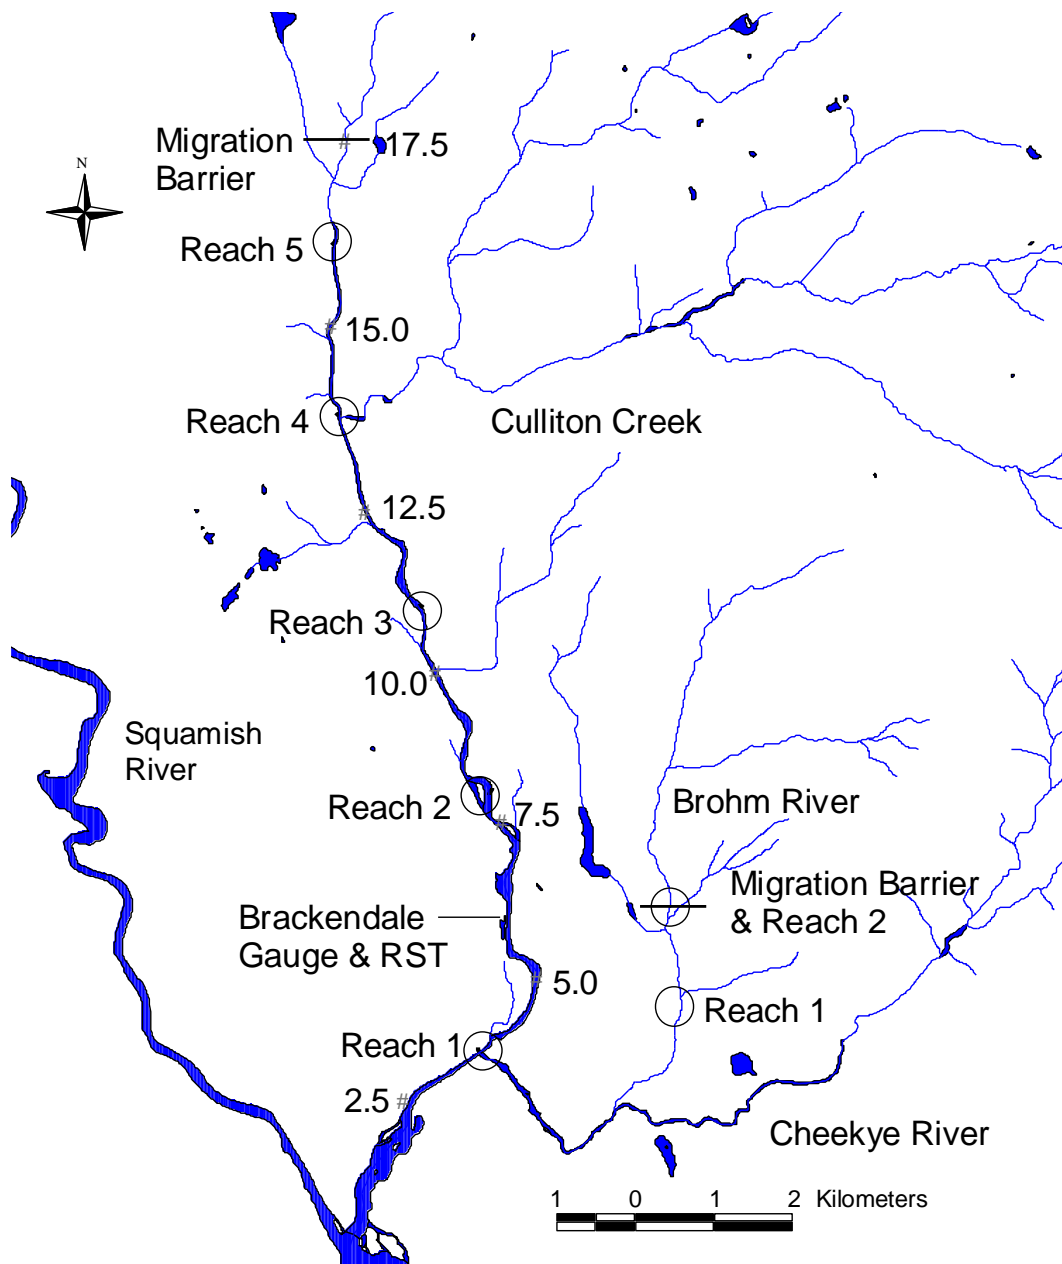 Migration
Barrier
17.5
N
Reach 5
15.0
Reach 4
Culliton Creek
12.5
Reach 3
10.0
Squamish
River
Reach 2
7.5
Brohm River
Migration Barrier
& Reach 2
Brackendale
Gauge & RST
5.0
Reach 1
Reach 1
2.5
Cheekye River
1 0 1 2 Kilometers